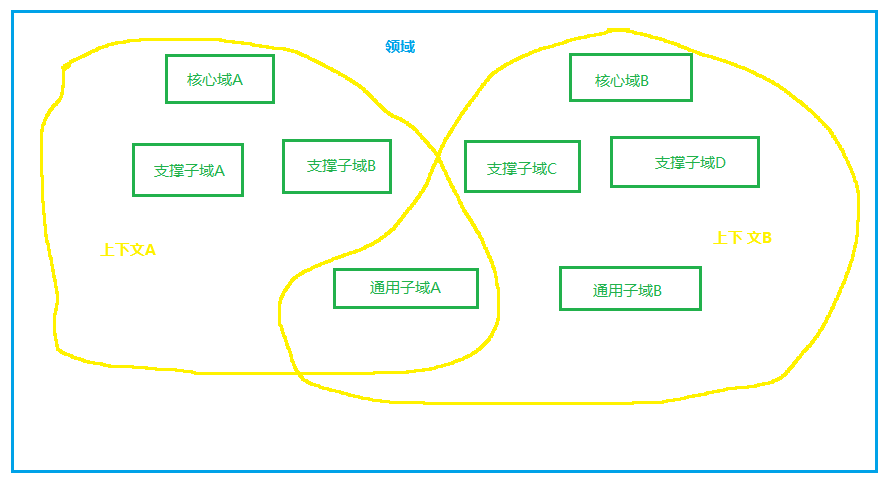 领域
核心域A
核心域B
支撑子域A
支撑子域B
支撑子域C
支撑子域D
上下文A
上下 文B
通用子域A
通用子域B